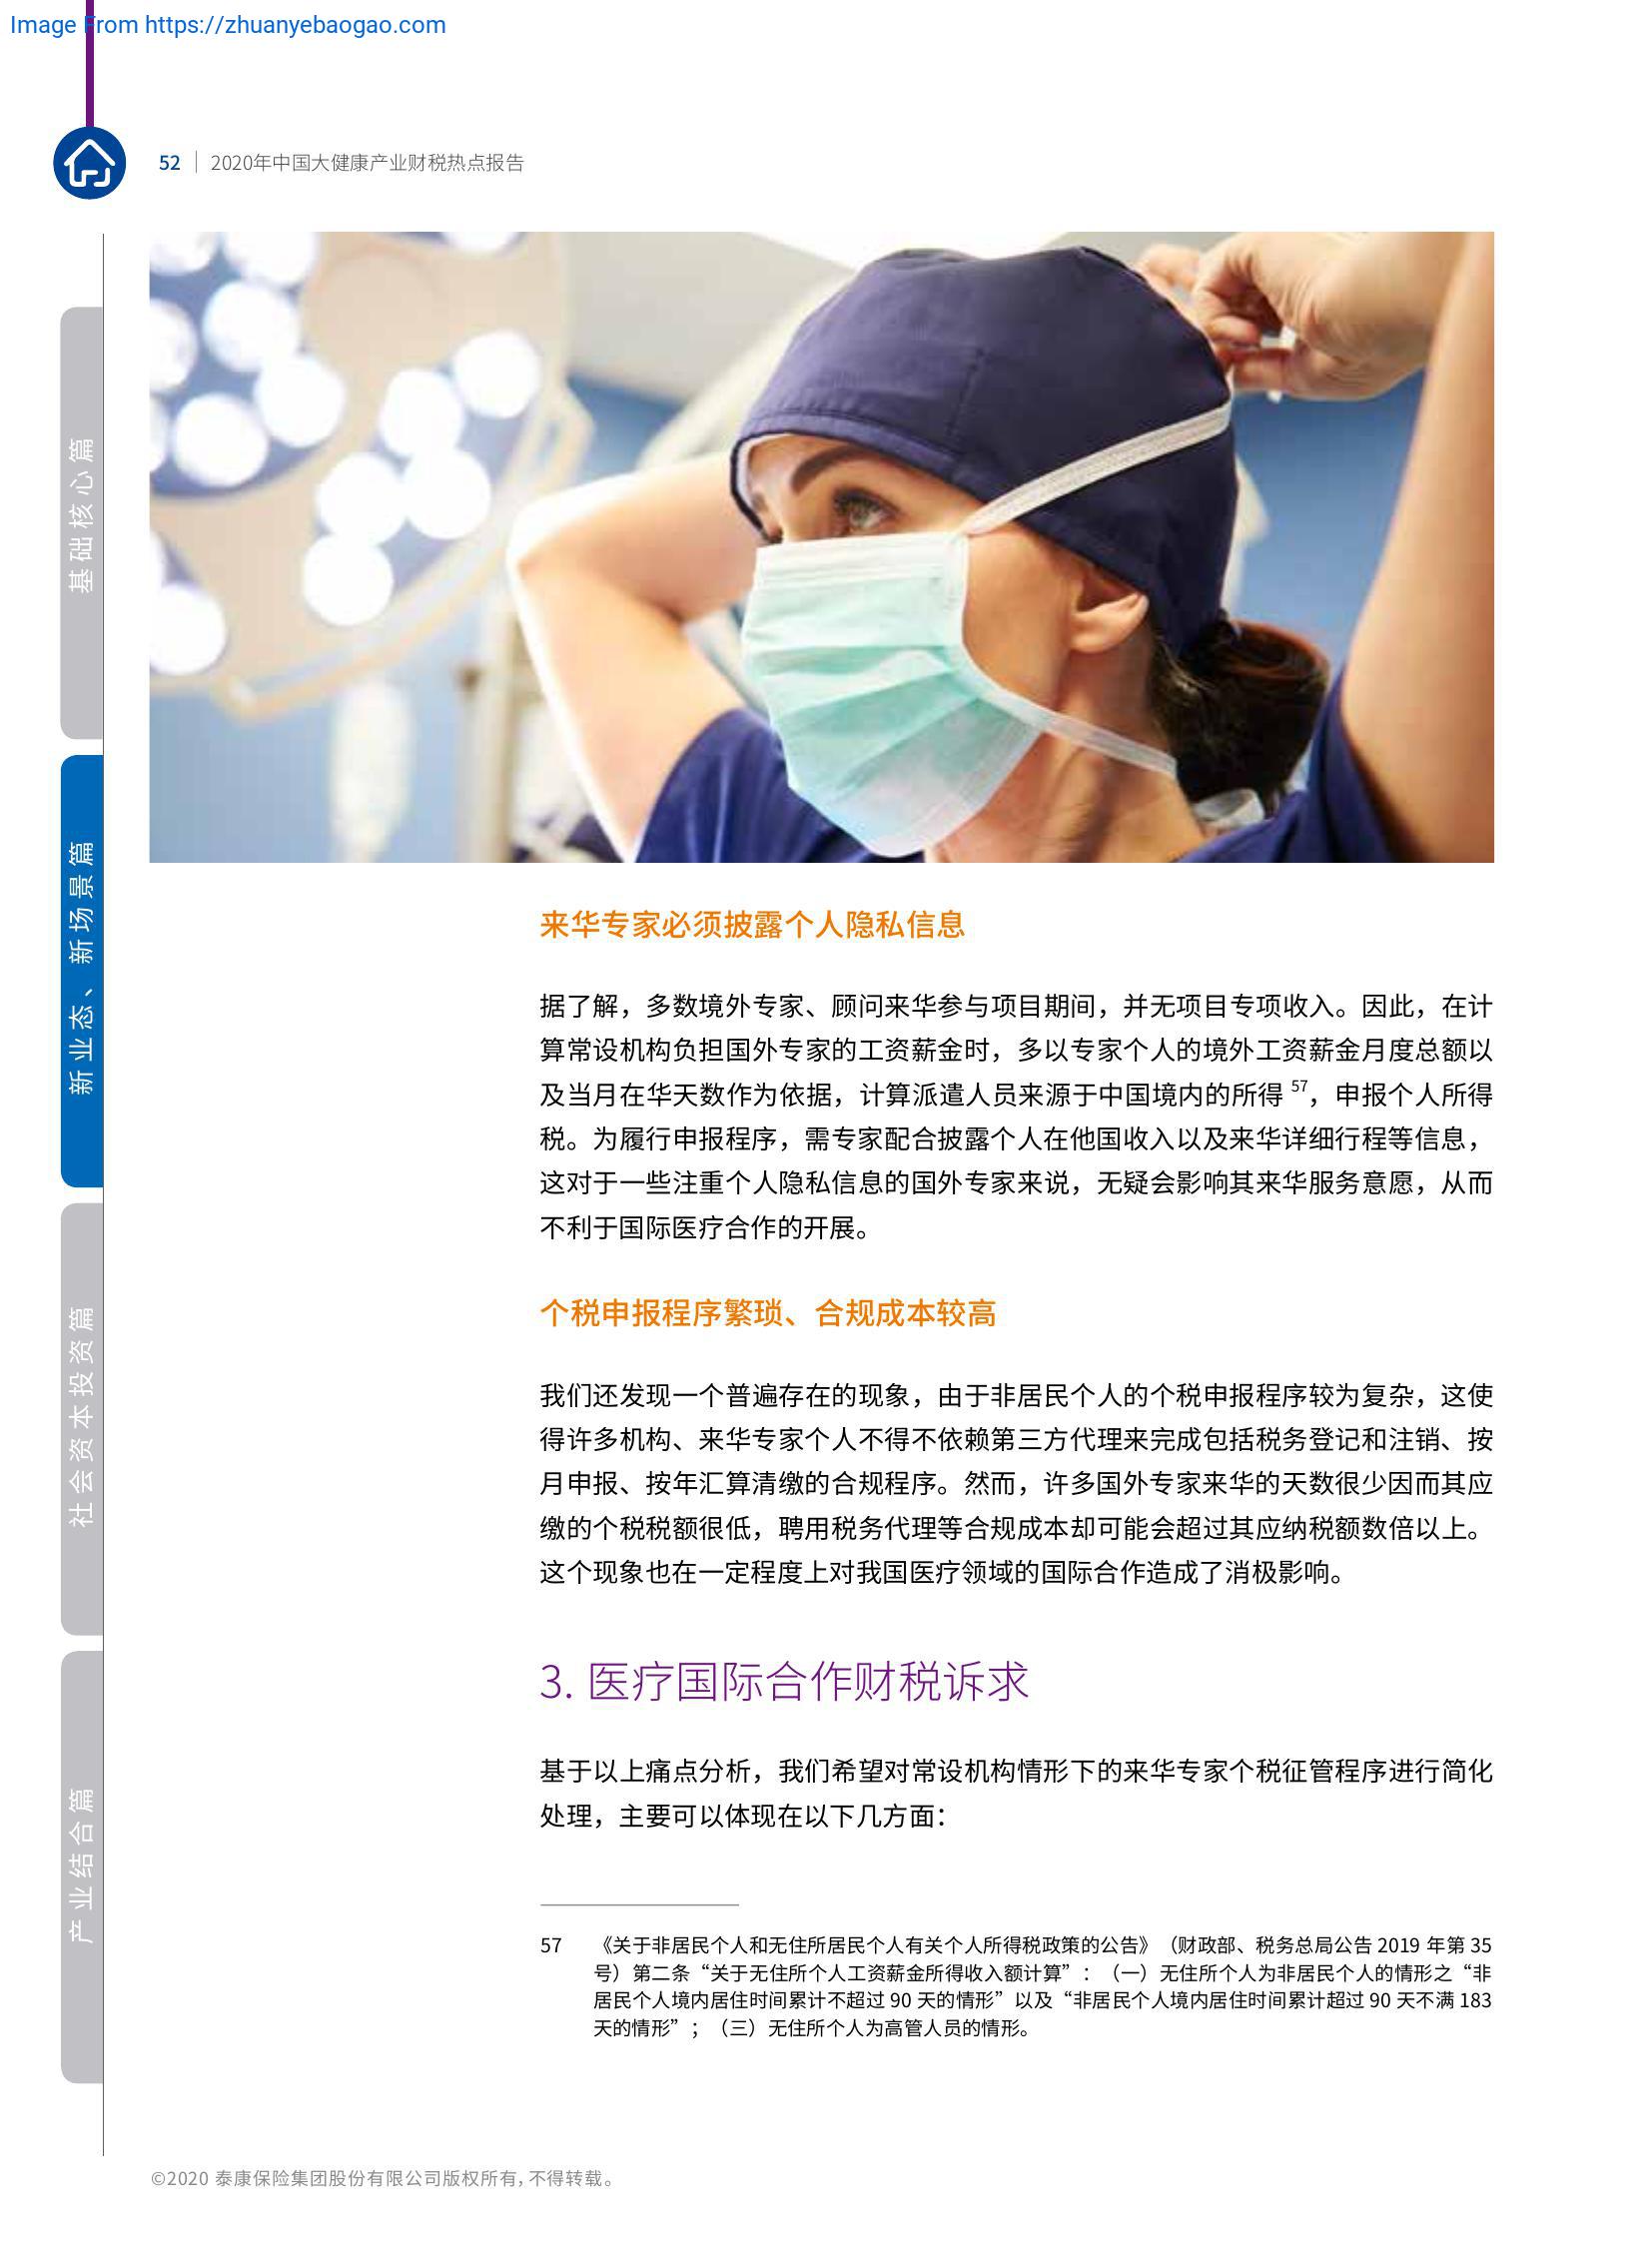 Image From https://zhuanyebaogao.com
52 | 2020年中国大健康产业财税热点报告
基础核心篇
新业态、新场景篇
社会资本投资篇
产业结合篇
来华专家必须披露个人隐私信息
据了解，多数境外专家、顾问来华参与项目期间，并无项目专项收入。因此，在计
算常设机构负担国外专家的工资薪金时，多以专家个人的境外工资薪金月度总额以
及当月在华天数作为依据，计算派遣人员来源于中国境内的所得 57，申报个人所得
税。为履行申报程序，需专家配合披露个人在他国收入以及来华详细行程等信息，
这对于一些注重个人隐私信息的国外专家来说，无疑会影响其来华服务意愿，从而
不利于国际医疗合作的开展。
个税申报程序繁琐、合规成本较高
我们还发现一个普遍存在的现象，由于非居民个人的个税申报程序较为复杂，这使
得许多机构、来华专家个人不得不依赖第三方代理来完成包括税务登记和注销、按
月申报、按年汇算清缴的合规程序。然而，许多国外专家来华的天数很少因而其应
缴的个税税额很低，聘用税务代理等合规成本却可能会超过其应纳税额数倍以上。
这个现象也在一定程度上对我国医疗领域的国际合作造成了消极影响。
3. 医疗国际合作财税诉求
基于以上痛点分析，我们希望对常设机构情形下的来华专家个税征管程序进行简化
处理，主要可以体现在以下几方面：
57 《关于非居民个人和无住所居民个人有关个人所得税政策的公告》（财政部、税务总局公告 2019 年第 35
号）第二条“关于无住所个人工资薪金所得收入额计算”：（一）无住所个人为非居民个人的情形之“非
居民个人境内居住时间累计不超过 90 天的情形”以及“非居民个人境内居住时间累计超过 90 天不满 183
天的情形”；（三）无住所个人为高管人员的情形。
©2020 泰康保险集团股份有限公司版权所有，不得转载。